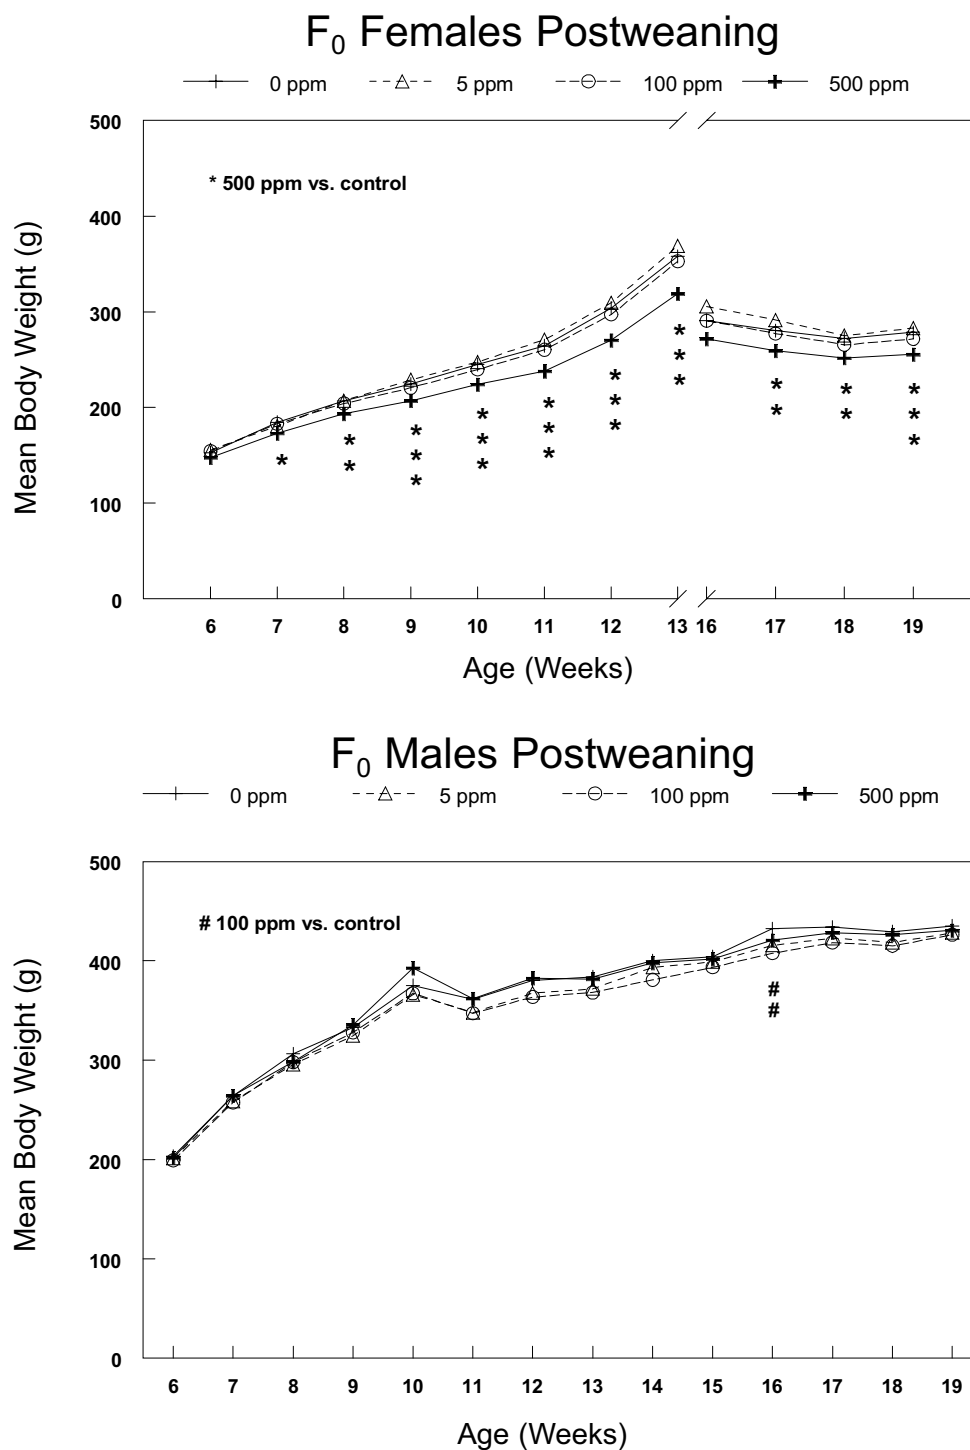 F₀ Females Postweaning
0 ppm 5 ppm 100 ppm 500 ppm
500
* 500 ppm vs. control
400
300
200
100
0
Mean Body Weight (g)
* * * * * * * * * * * * * * * * * * * * * * * * * *
* *
6 7 8 9 10 11 12 13 16 17 18 19
Age (Weeks)
F₀ Males Postweaning
0 ppm 5 ppm 100 ppm 500 ppm
500
# 100 ppm vs. control
400
#
#
300
200
100
0
Mean Body Weight (g)
6 7 8 9 10 11 12 13 14 15 16 17 18 19
Age (Weeks)